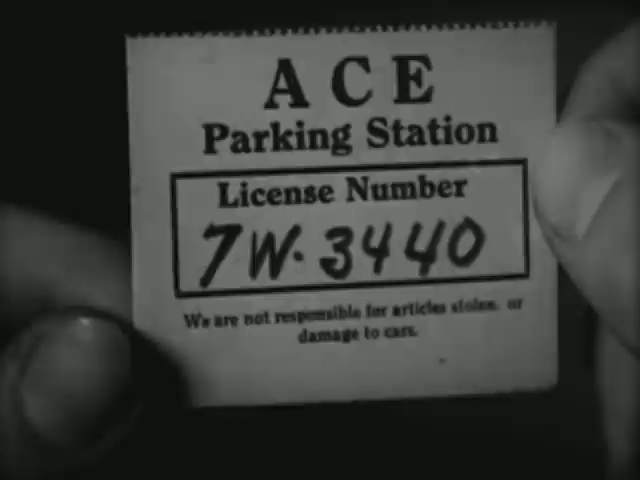 ACE
Parking Station
License Number
7W·3440
We are not responsible for articles stolen, or
damage to cars.